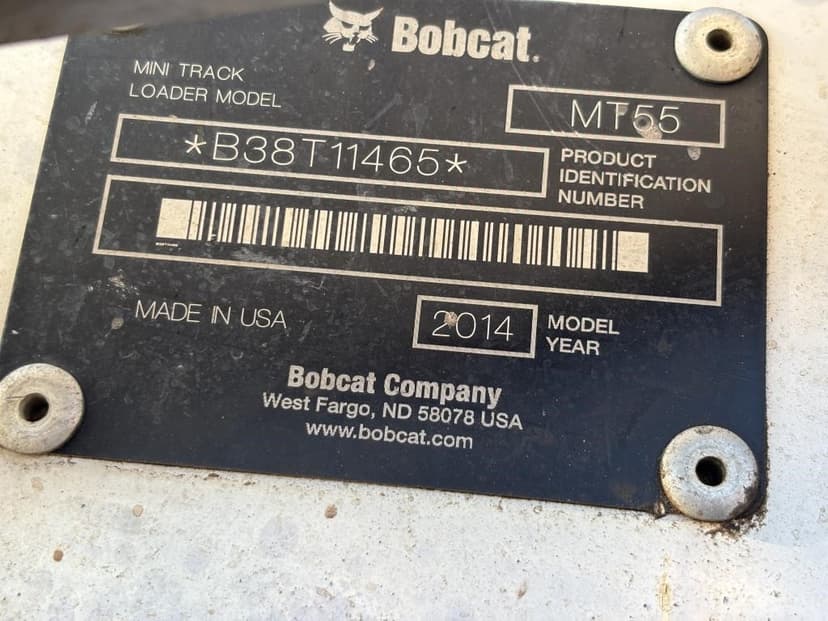 Bobcat.
MINI TRACK
LOADER MODEL
MT55
*B38T11465*
PRODUCT
IDENTIFICATION
NUMBER
MADE IN USA
2014
MODEL
YEAR
Bobcat Company
West Fargo, ND 58078 USA
www.bobcat.com